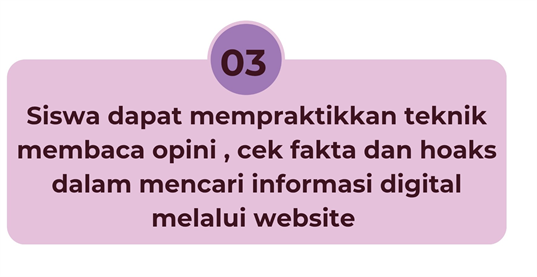 03
Siswa dapat mempraktikkan teknik
membaca opini , cek fakta dan hoaks
dalam mencari informasi digital
melalui website